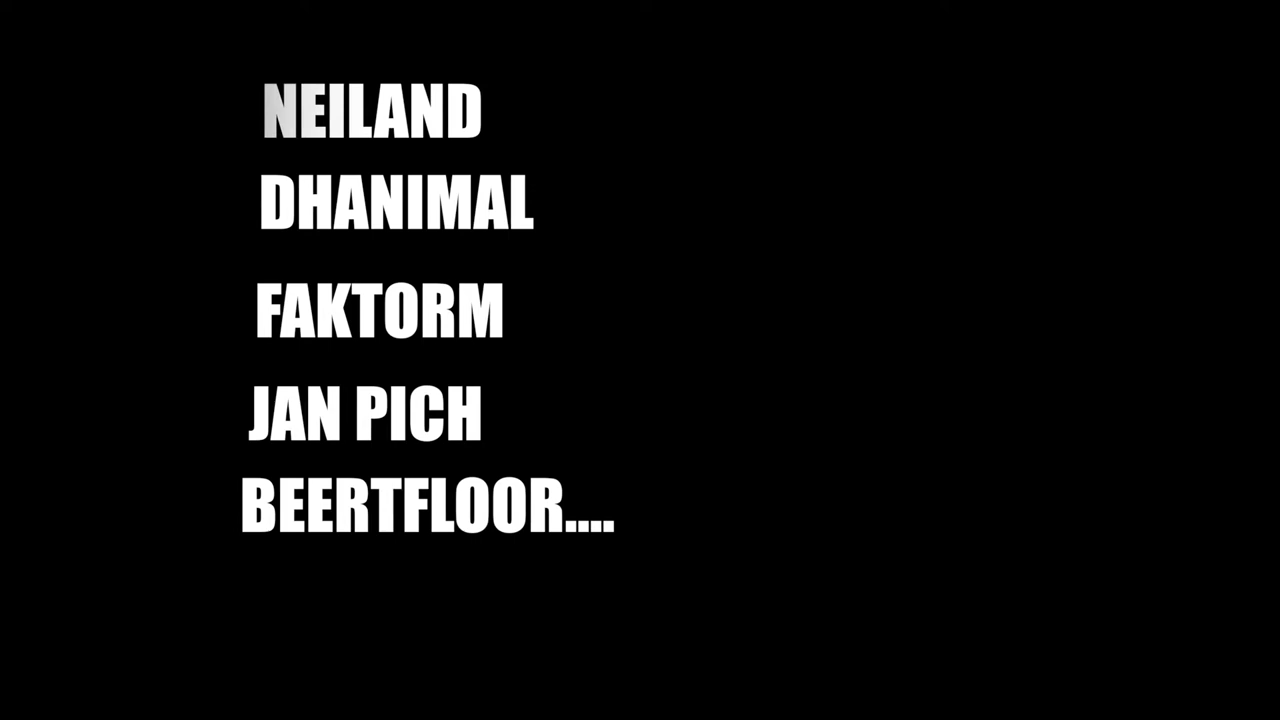 NEILAND
DHANIMAL
FAKTORM
JAN PICH
BEERTFLOOR....